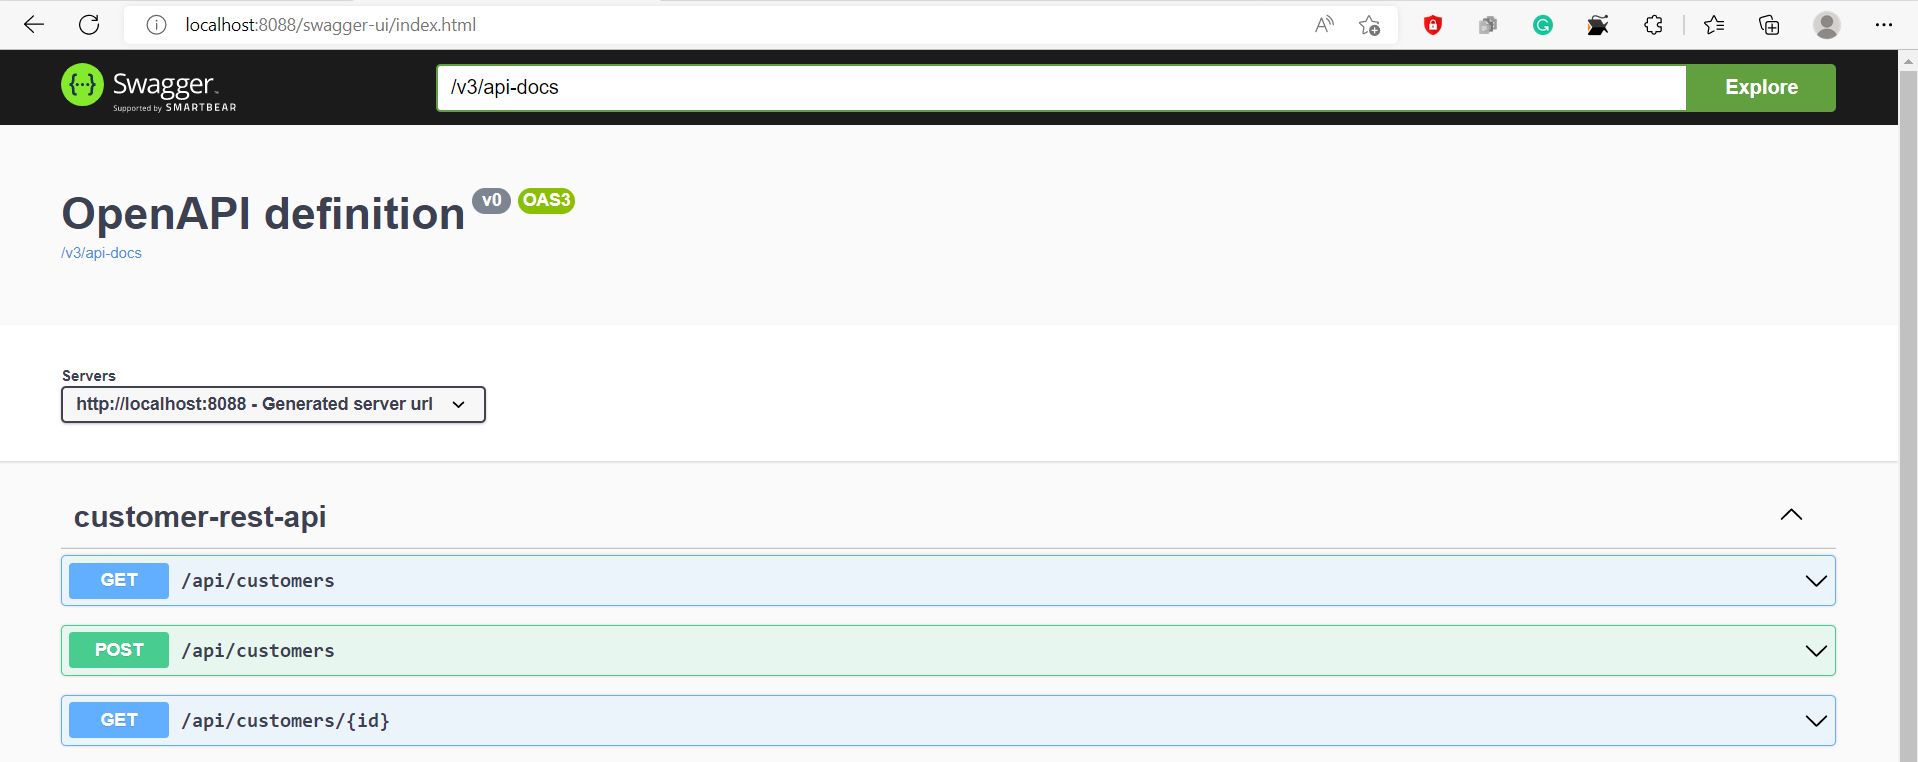 localhost:8088/swagger-ui/index.html
Swagger
Supported by SMARTBEAR
/v3/api-docs
Explore
OpenAPI definition v0 OAS3
/v3/api-docs
Servers
http://localhost:8088 - Generated server url
customer-rest-api
GET /api/customers
POST /api/customers
GET /api/customers/{id}